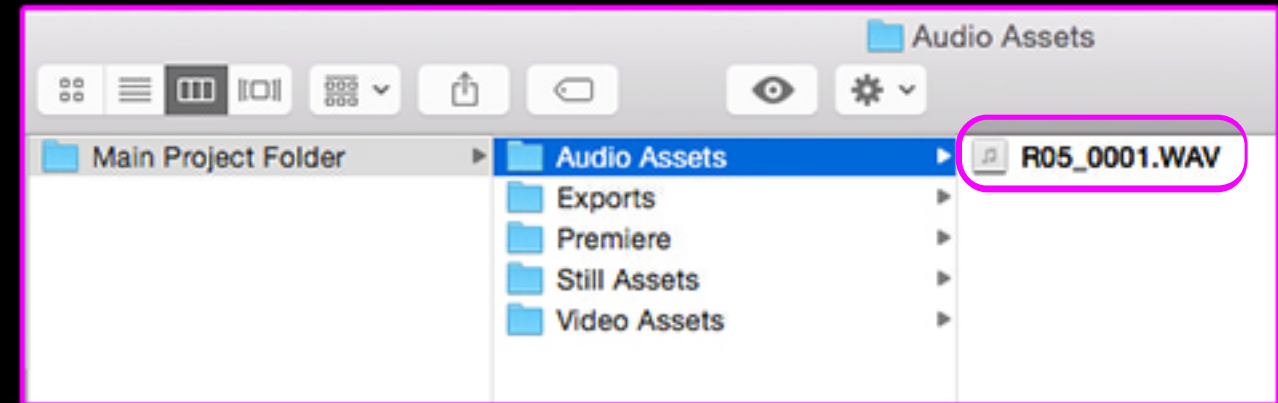 Audio Assets
Main Project Folder
Audio Assets
R05_0001.WAV
Exports
Premiere
Still Assets
Video Assets